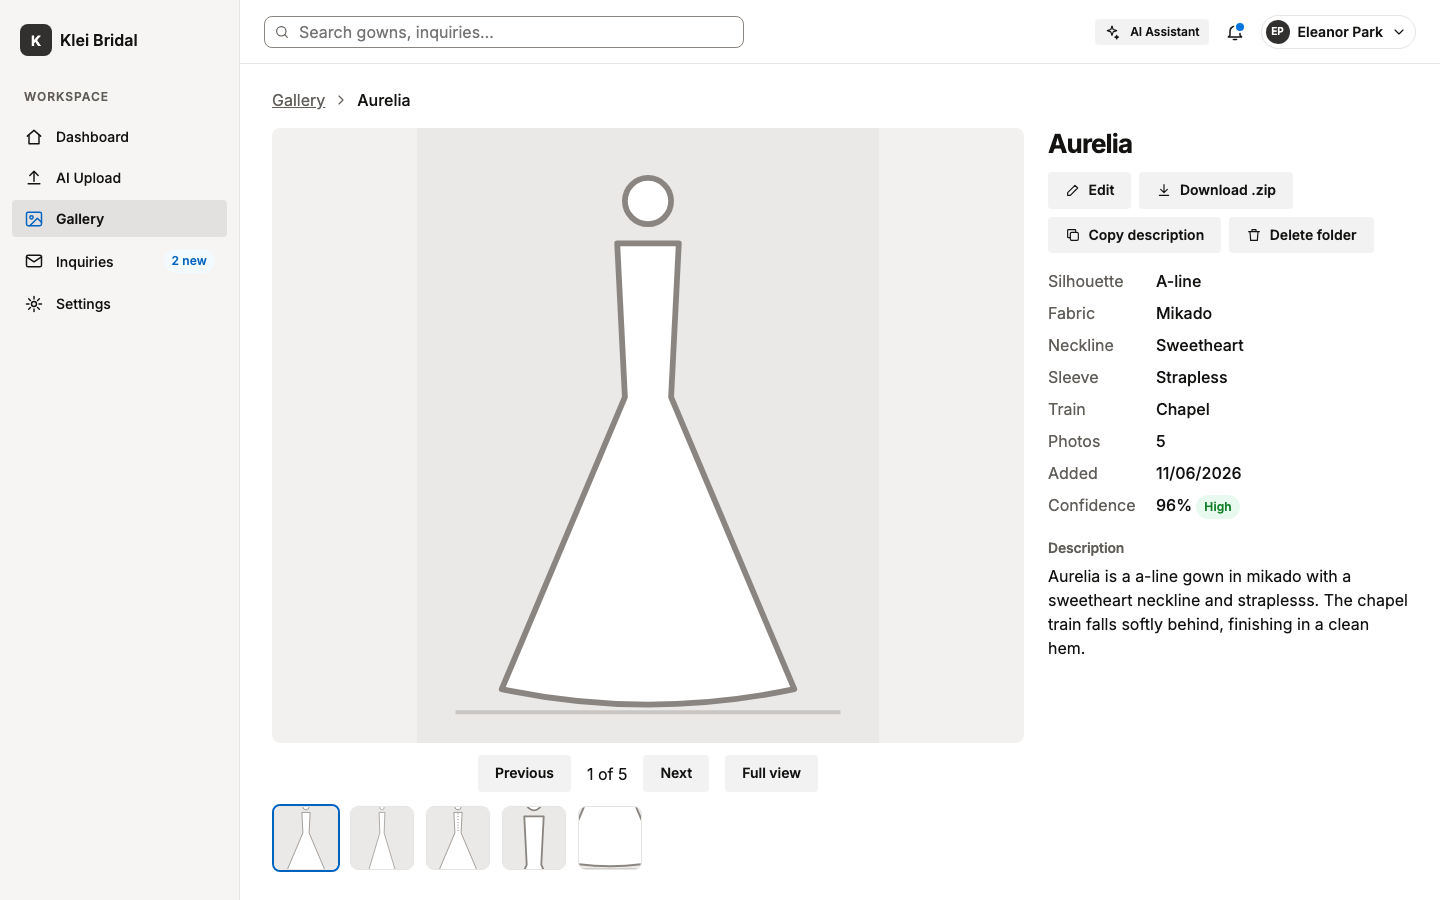 K Klei Bridal
Search gowns, inquiries...
AI Assistant
EP Eleanor Park
WORKSPACE
Dashboard
AI Upload
Gallery
Inquiries 2 new
Settings
Gallery Aurelia
Aurelia
Edit Download .zip
Copy description Delete folder
Silhouette A-line
Fabric Mikado
Neckline Sweetheart
Sleeve Strapless
Train Chapel
Photos 5
Added 11/06/2026
Confidence 96% High
Description
Aurelia is a a-line gown in mikado with a
sweetheart neckline and straplesss. The chapel
train falls softly behind, finishing in a clean
hem.
Previous 1 of 5 Next Full view